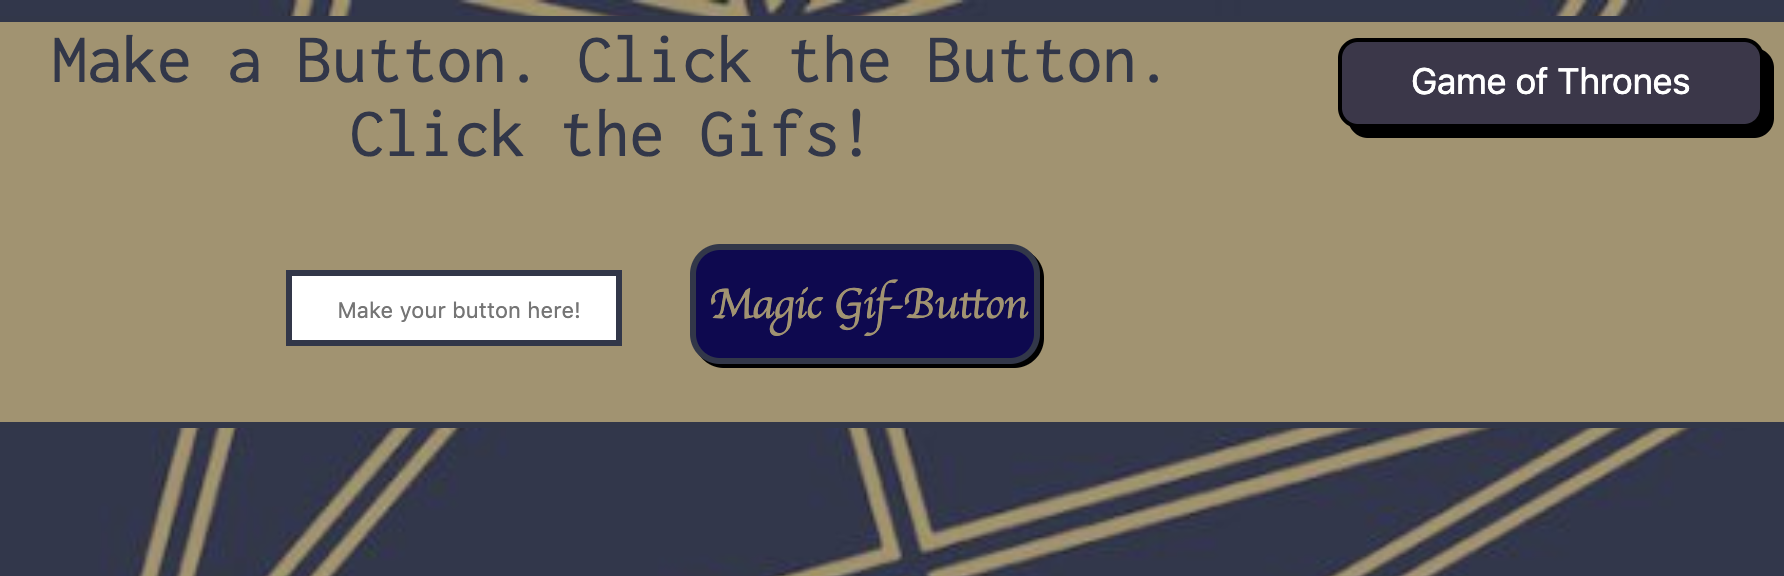 Make a Button. Click the Button.
Click the Gifs!
Game of Thrones
Make your button here!
Magic Gif-Button